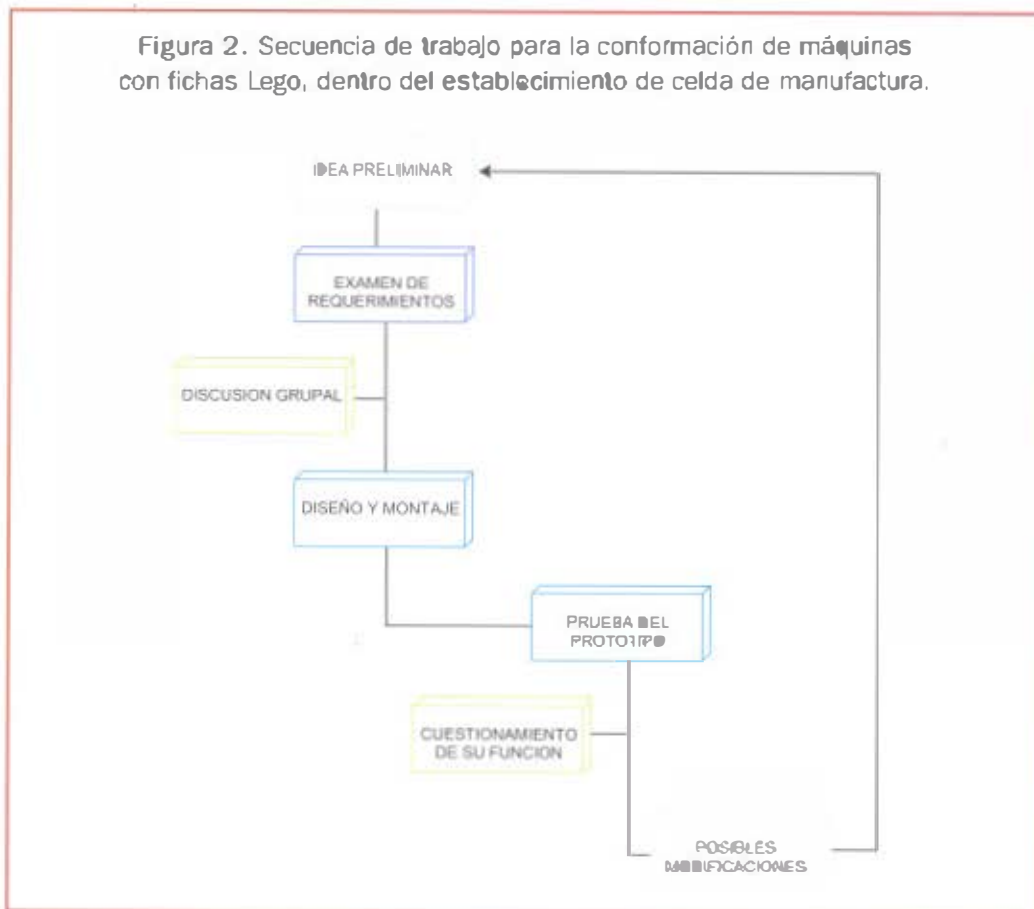 Figura 2. Secuencia de trabajo para la conformación de máquinas
con fichas Lego, dentro del establecimiento de celda de manufactura.
IDEA PRELIMINAR
EXAMEN DE
REQUERIMIENTOS
DISCUSION GRUPAL
DISEÑO Y MONTAJE
PRUEBA DEL
PROTOTIPO
CUESTIONAMIENTO
DE SU FUNCION
POSIBLES
MODIFICACIONES